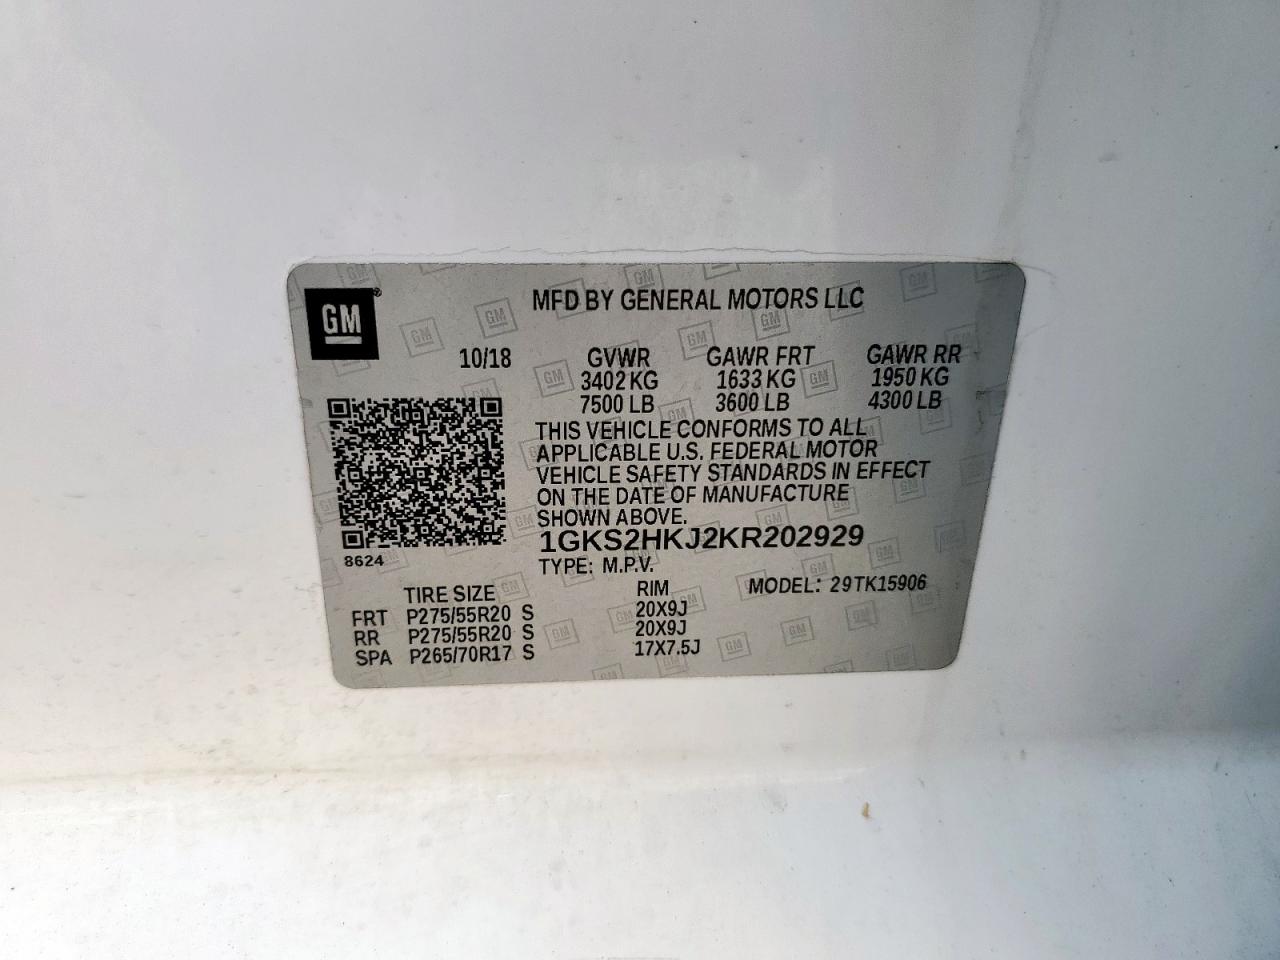 GM
MFD BY GENERAL MOTORS LLC
10/18 GVWR GAWR FRT GAWR RR
3402 KG 1633 KG 1950 KG
7500 LB 3600 LB 4300 LB
THIS VEHICLE CONFORMS TO ALL
APPLICABLE U.S. FEDERAL MOTOR
VEHICLE SAFETY STANDARDS IN EFFECT
ON THE DATE OF MANUFACTURE
SHOWN ABOVE.
1GKS2HKJ2KR202929
8624
TYPE: M.P.V.
TIRE SIZE RIM MODEL: 29TK15906
FRT P275/55R20 S 20X9J
RR P275/55R20 S 20X9J
SPA P265/70R17 S 17X7.5J